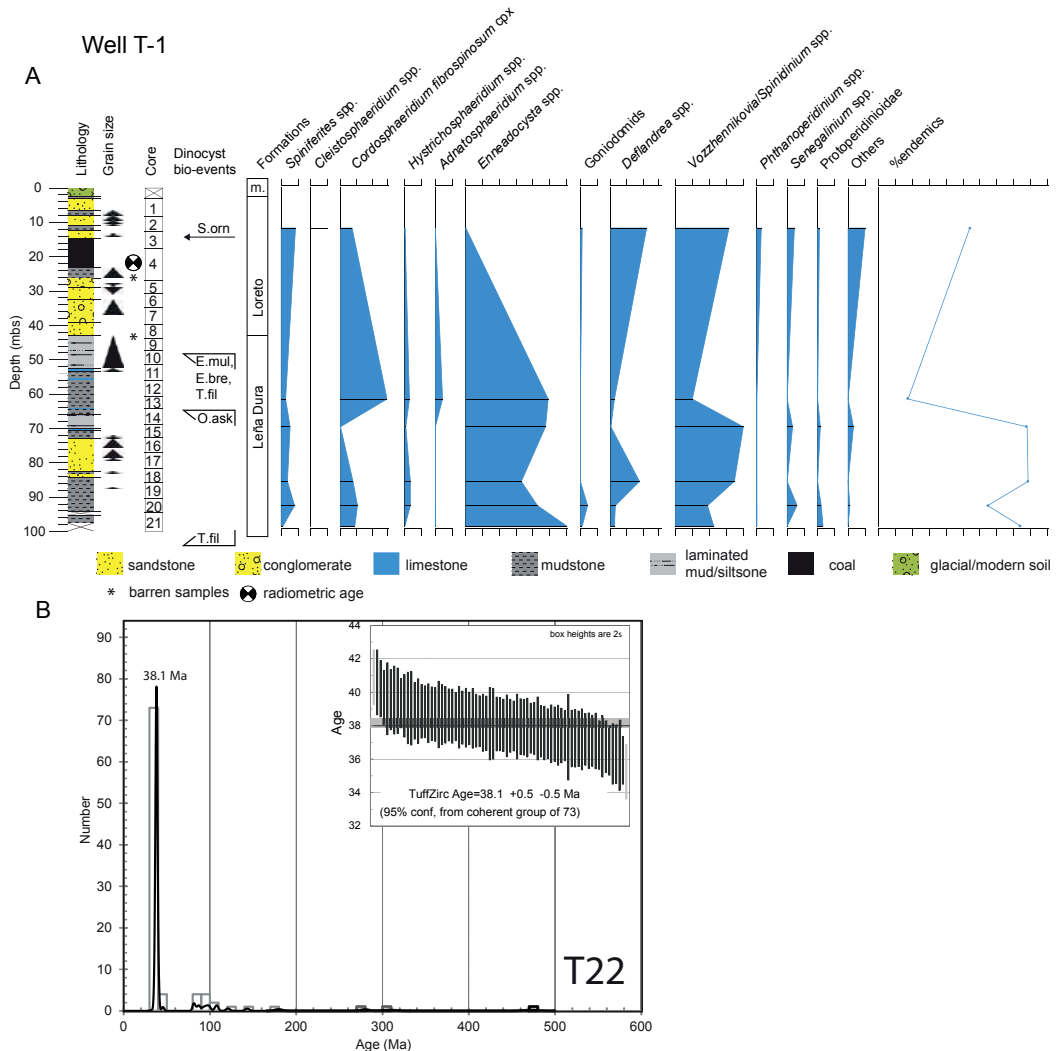 Well T-1
A
Lithology
Grain size
Core
Dinocyst
bio-events
Formations
Spiniferites spp.
Cleistosphaeridium spp.
Cordosphaeridium fibrospinosum cpx
Hystrichosphaeridium spp.
Adnatosphaeridium spp.
Enneadocysta spp.
Goniodomids
Deflandrea spp.
Vozzhennikovia/Spinidinium spp.
Phthanoperidinium spp.
Senegalinium spp.
Protoperidinioidae
Others
%endemics
Depth (mbs)
0
10
20
30
40
50
60
70
80
90
100
1
2
3
4
5
6
7
8
9
10
11
12
13
14
15
16
17
18
19
20
21
*
*
S.orn
E.mul,
E.bre,
T.fil
O.ask
T.fil
m.
Loreto
Leña Dura
sandstone
conglomerate
limestone
mudstone
laminated
mud/siltsone
coal
glacial/modern soil
* barren samples
radiometric age
B
Number
90
80
70
60
50
40
30
20
10
0
38.1 Ma
44
42
40
38
36
34
32
Age
box heights are 2s
TuffZirc Age=38.1 +0.5 -0.5 Ma
(95% conf, from coherent group of 73)
T22
0
100
200
300
400
500
600
Age (Ma)